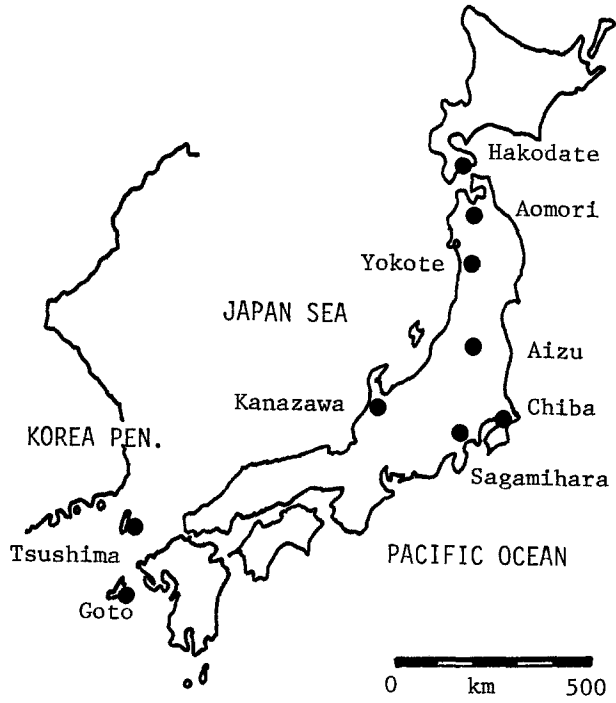 Hakodate
Aomori
Yokote
JAPAN SEA
Aizu
Kanazawa
Chiba
KOREA PEN.
Sagamihara
Tsushima
PACIFIC OCEAN
Goto
0 km 500